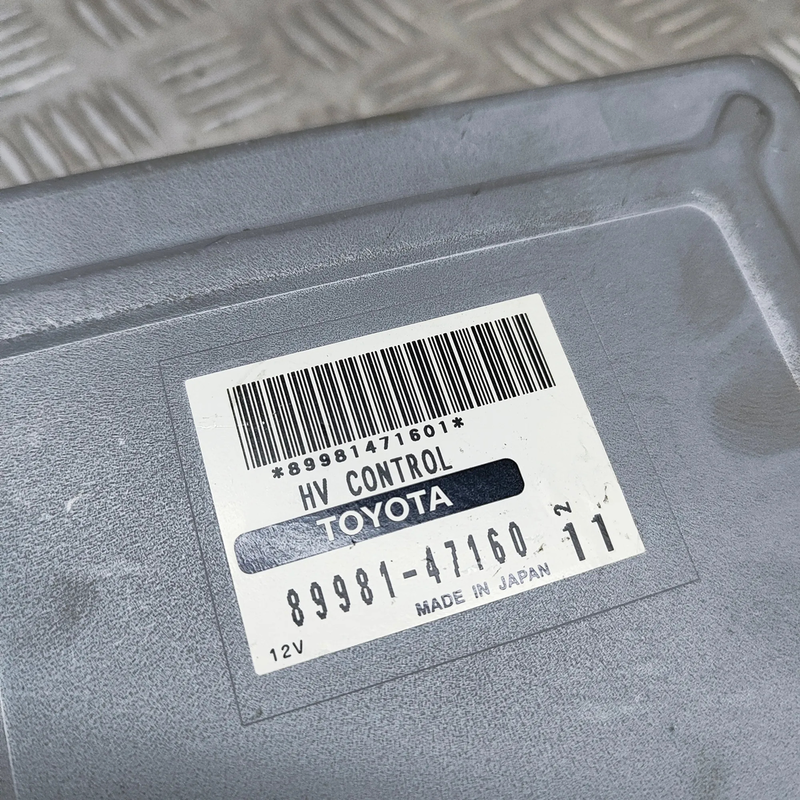 *89981471601*
HV CONTROL
TOYOTA
89981-47160 2 11
12V MADE IN JAPAN